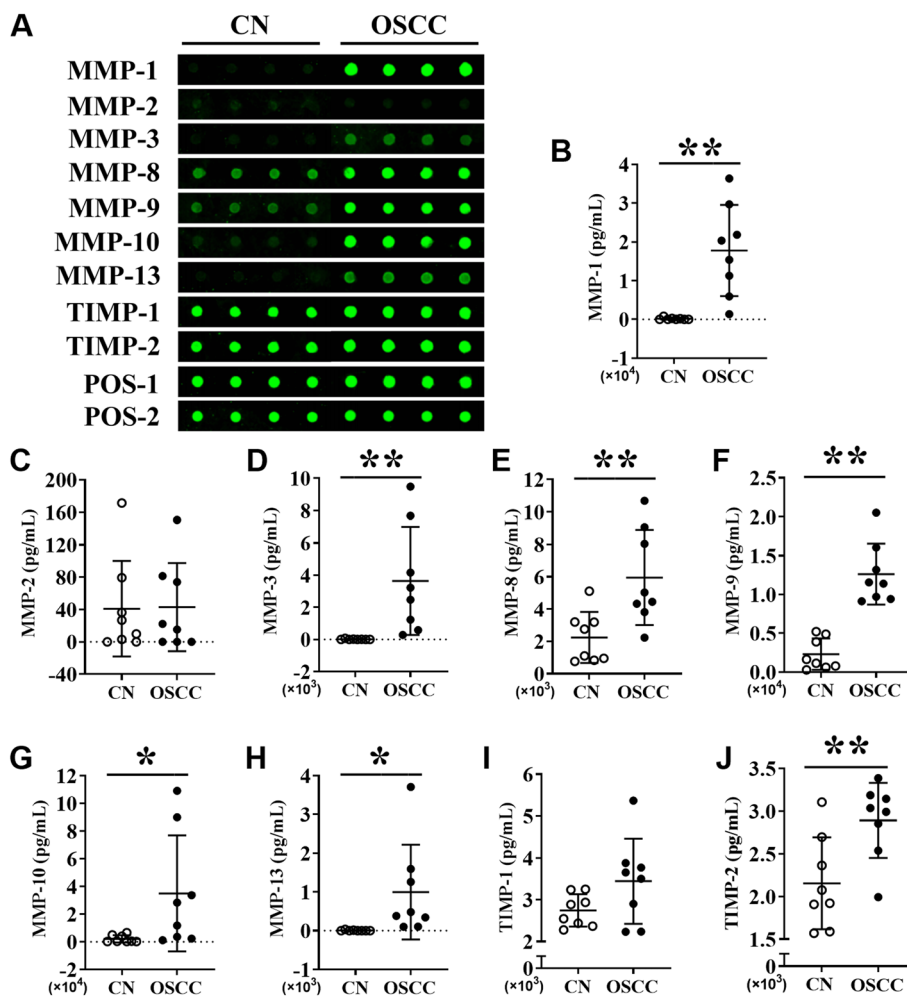 A
CN OSCC
MMP-1
MMP-2
MMP-3
MMP-8
MMP-9
MMP-10
MMP-13
TIMP-1
TIMP-2
POS-1
POS-2
B
**
MMP-1 (pg/mL)
4
3
2
1
0
-1
(×10⁴) CN OSCC
C
MMP-2 (pg/mL)
200
160
120
80
40
0
-40
CN OSCC
D
**
MMP-3 (pg/mL)
10
8
6
4
2
0
-2
(×10³) CN OSCC
E
**
MMP-8 (pg/mL)
12
10
8
6
4
2
0
(×10³) CN OSCC
F
**
MMP-9 (pg/mL)
2.5
2.0
1.5
1.0
0.5
0.0
(×10⁴) CN OSCC
G
*
MMP-10 (pg/mL)
12
10
8
6
4
2
0
-2
(×10⁴) CN OSCC
H
*
MMP-13 (pg/mL)
4
3
2
1
0
-1
(×10³) CN OSCC
I
TIMP-1 (pg/mL)
6
5
4
3
2
0
(×10³) CN OSCC
J
**
TIMP-2 (pg/mL)
3.5
3.0
2.5
2.0
1.5
0
(×10³) CN OSCC